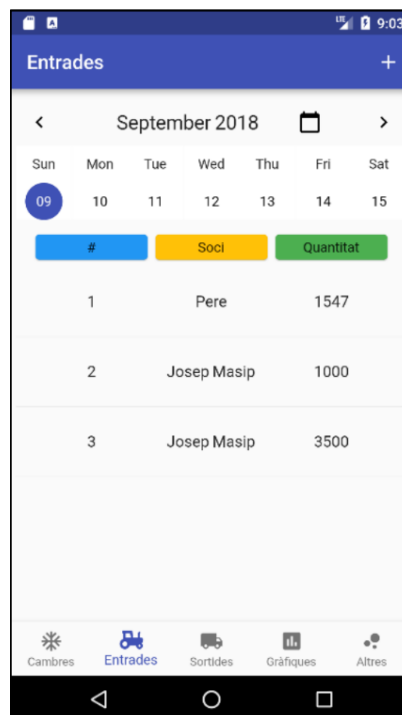 LTE 9:03
Entrades +
September 2018
Sun Mon Tue Wed Thu Fri Sat
09 10 11 12 13 14 15
# Soci Quantitat
1 Pere 1547
2 Josep Masip 1000
3 Josep Masip 3500
Cambres Entrades Sortides Gràfiques Altres